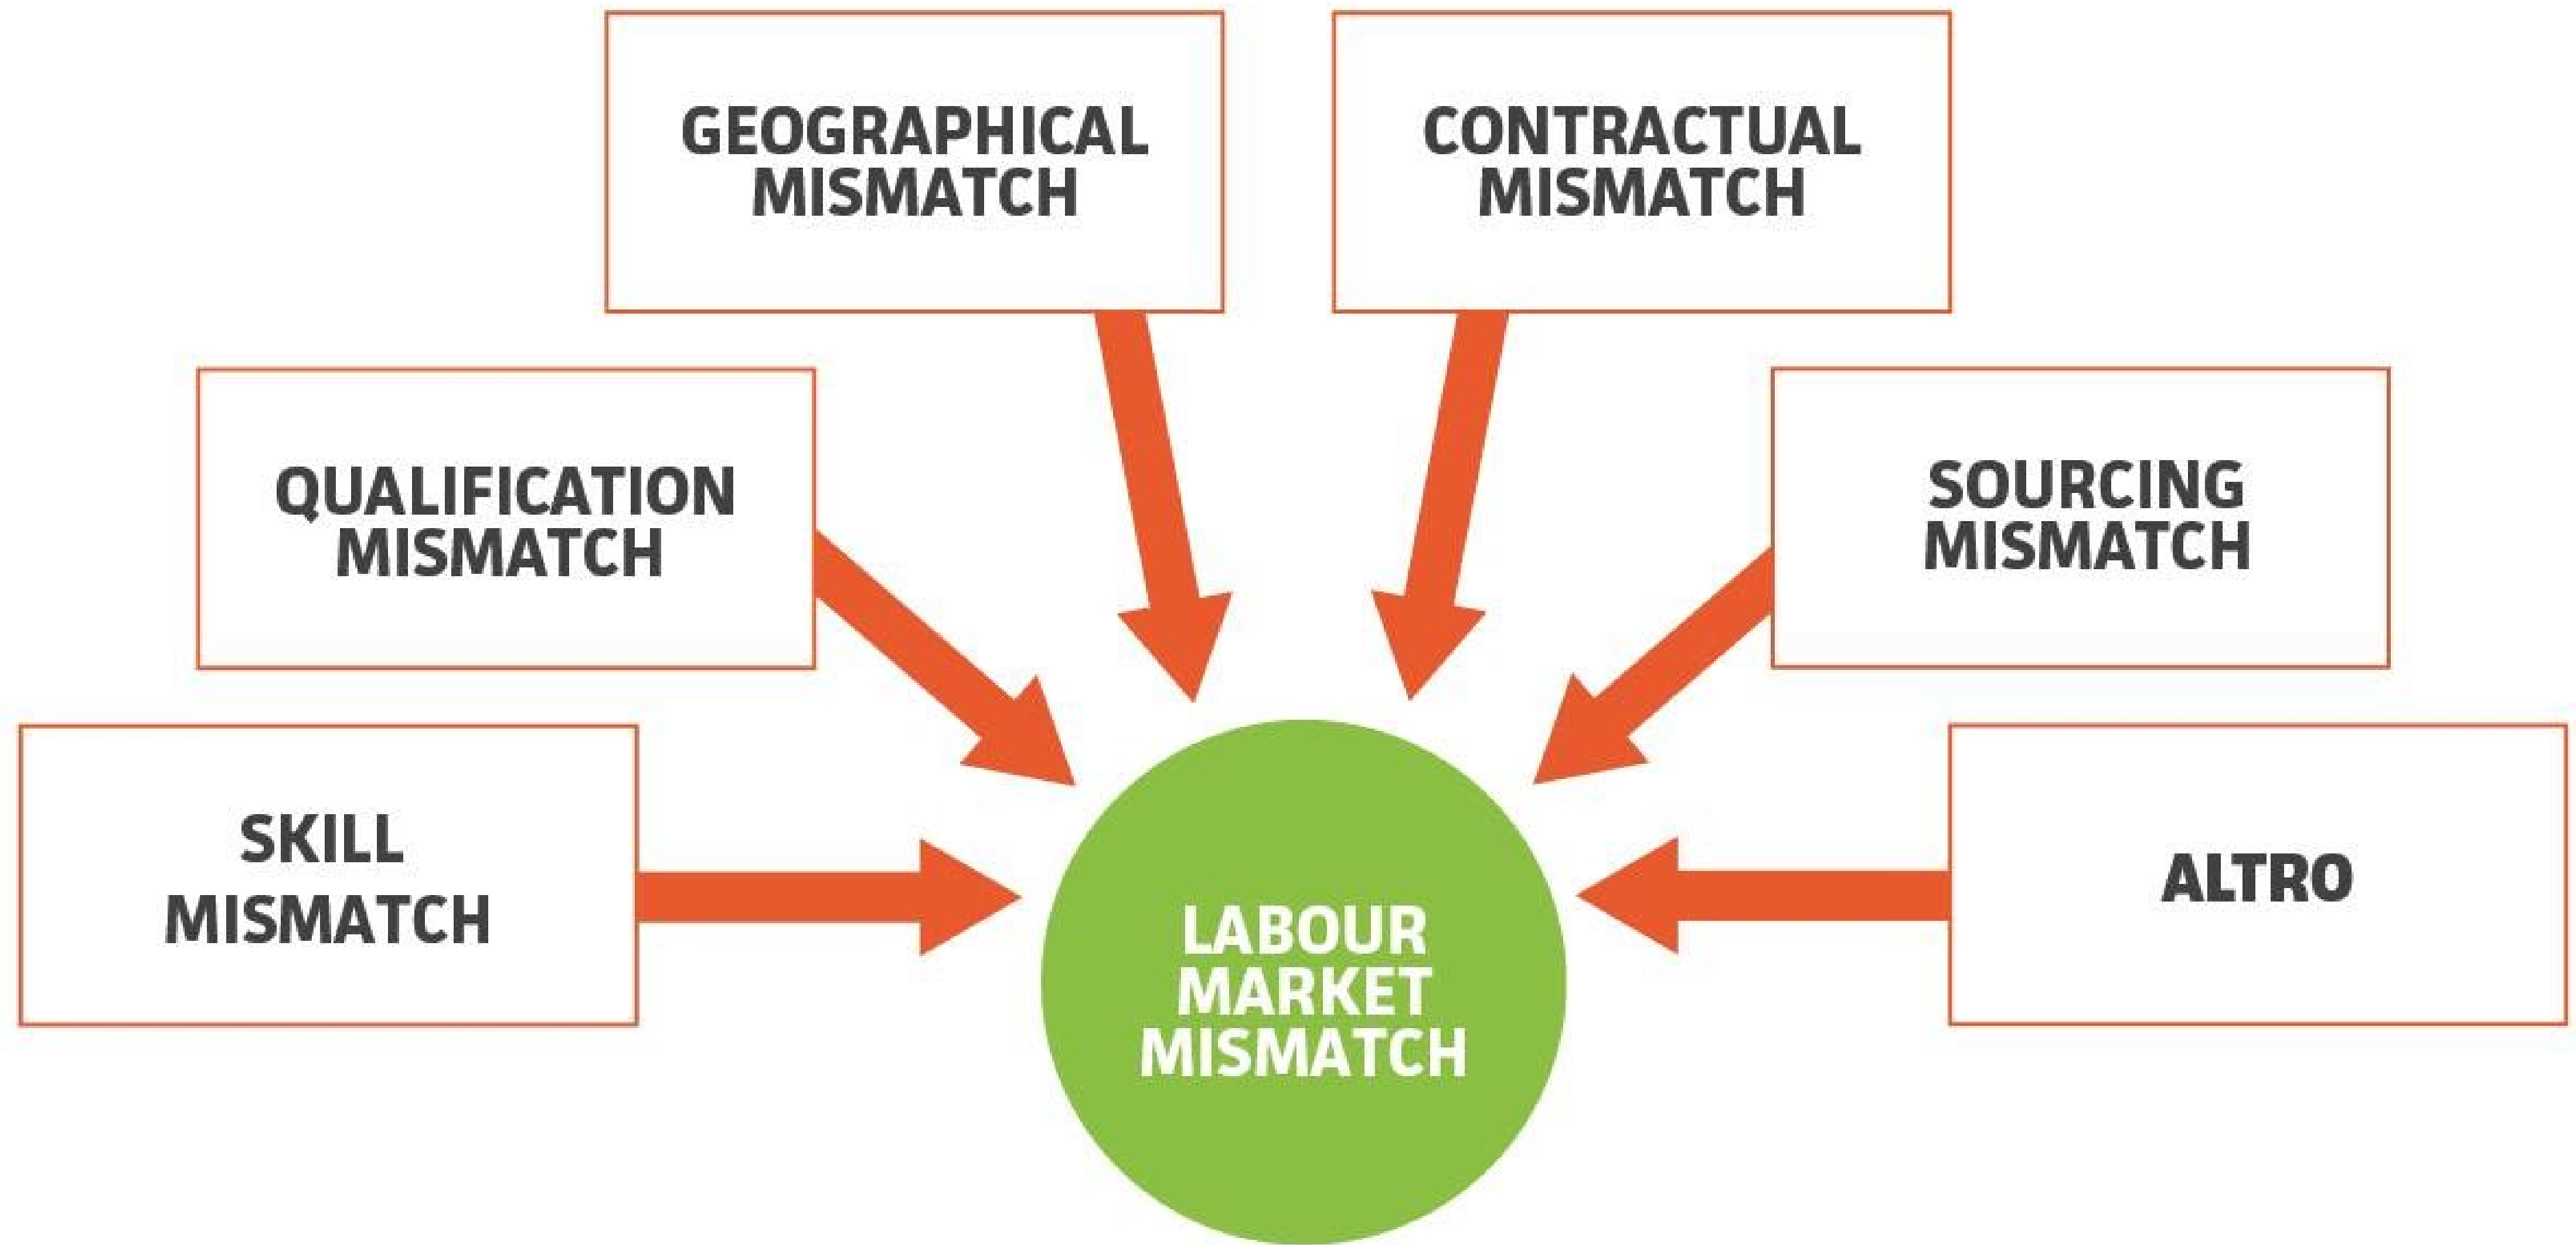 GEOGRAPHICAL
MISMATCH
CONTRACTUAL
MISMATCH
QUALIFICATION
MISMATCH
SOURCING
MISMATCH
SKILL
MISMATCH
ALTRO
LABOUR
MARKET
MISMATCH